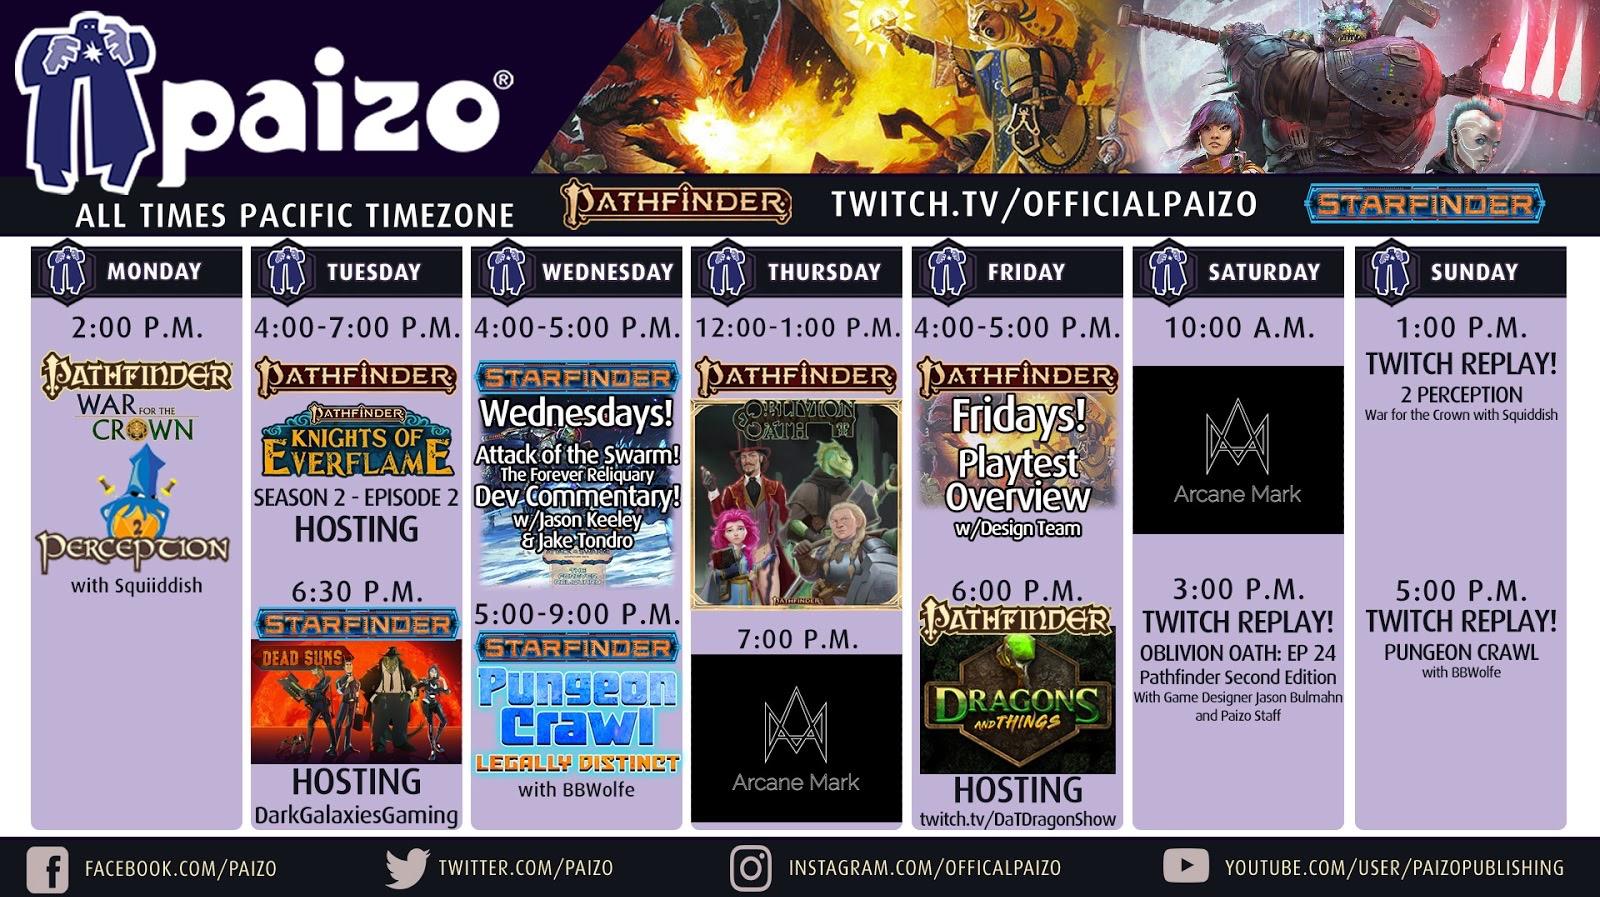 paizo®
ALL TIMES PACIFIC TIMEZONE
PATHFINDER
TWITCH.TV/OFFICIALPAIZO
STARFINDER
MONDAY
2:00 P.M.
PATHFINDER
WAR FOR THE
CROWN
2
PERCEPTION
with Squiiddish
TUESDAY
4:00-7:00 P.M.
PATHFINDER
PATHFINDER
KNIGHTS OF
EVERFLAME
SEASON 2 - EPISODE 2
HOSTING
6:30 P.M.
STARFINDER
DEAD SUNS
HOSTING
DarkGalaxiesGaming
WEDNESDAY
4:00-5:00 P.M.
STARFINDER
Wednesdays!
Attack of the Swarm!
The Forever Reliquary
Dev Commentary!
w/Jason Keeley
& Jake Tondro
THE
FOREVER
RELIQUARY
5:00-9:00 P.M.
STARFINDER
Pungeon
Crawl
LEGALLY DISTINCT
with BBWolfe
THURSDAY
12:00-1:00 P.M.
PATHFINDER
OBLIVION
OATH
PATHFINDER
7:00 P.M.
Arcane Mark
FRIDAY
4:00-5:00 P.M.
PATHFINDER
Fridays!
Playtest
Overview
w/Design Team
6:00 P.M.
PATHFINDER
DRAGONS
AND THINGS
HOSTING
twitch.tv/DaTDragonShow
SATURDAY
10:00 A.M.
Arcane Mark
3:00 P.M.
TWITCH REPLAY!
OBLIVION OATH: EP 24
Pathfinder Second Edition
With Game Designer Jason Bulmahn
and Paizo Staff
SUNDAY
1:00 P.M.
TWITCH REPLAY!
2 PERCEPTION
War for the Crown with Squiddish
5:00 P.M.
TWITCH REPLAY!
PUNGEON CRAWL
with BBWolfe
FACEBOOK.COM/PAIZO
TWITTER.COM/PAIZO
INSTAGRAM.COM/OFFICALPAIZO
YOUTUBE.COM/USER/PAIZOPUBLISHING